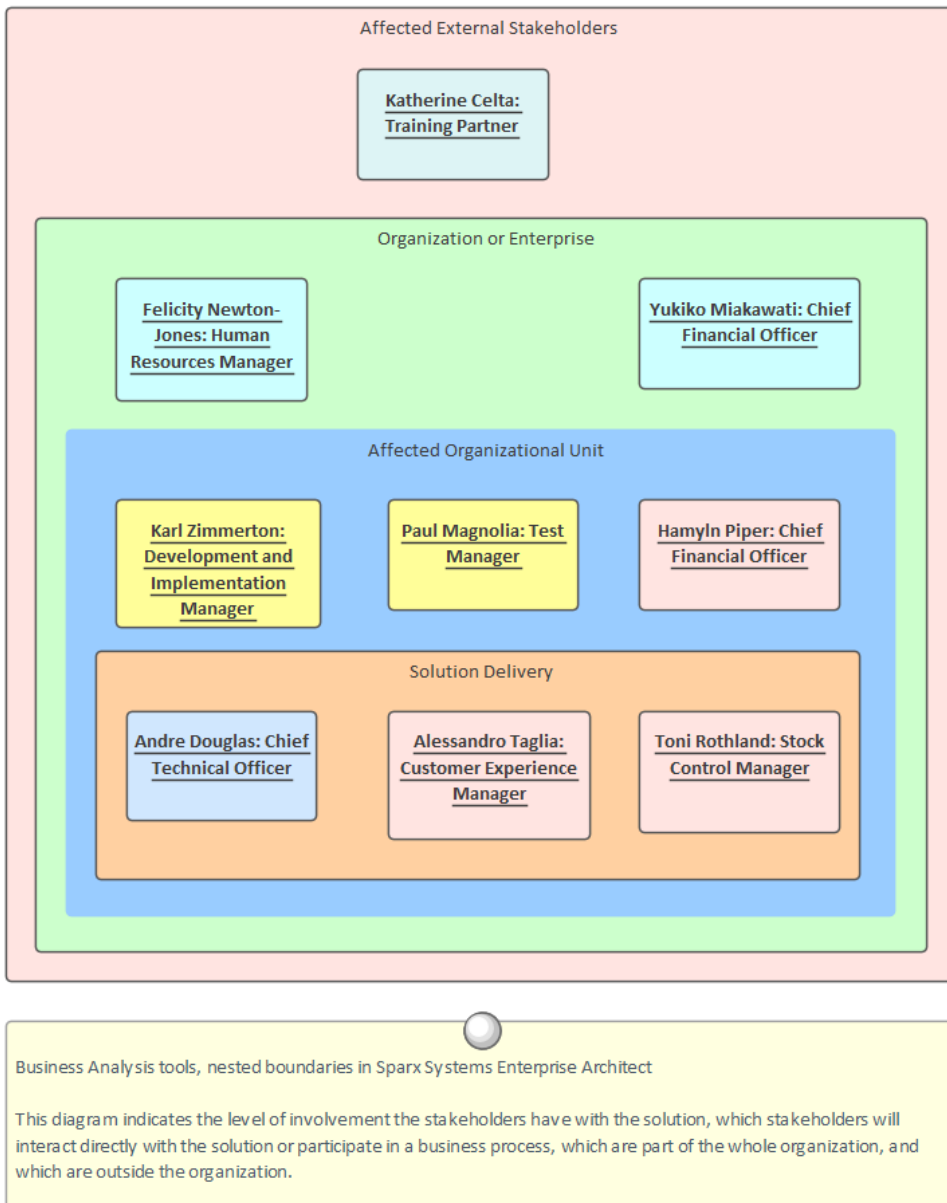 Affected External Stakeholders
Katherine Celta:
Training Partner
Organization or Enterprise
Felicity Newton-
Jones: Human
Resources Manager
Yukiko Miakawati: Chief
Financial Officer
Affected Organizational Unit
Karl Zimmerton:
Development and
Implementation
Manager
Paul Magnolia: Test
Manager
Hamyln Piper: Chief
Financial Officer
Solution Delivery
Andre Douglas: Chief
Technical Officer
Alessandro Taglia:
Customer Experience
Manager
Toni Rothland: Stock
Control Manager
Business Analysis tools, nested boundaries in Sparx Systems Enterprise Architect
This diagram indicates the level of involvement the stakeholders have with the solution, which stakeholders will
interact directly with the solution or participate in a business process, which are part of the whole organization, and
which are outside the organization.